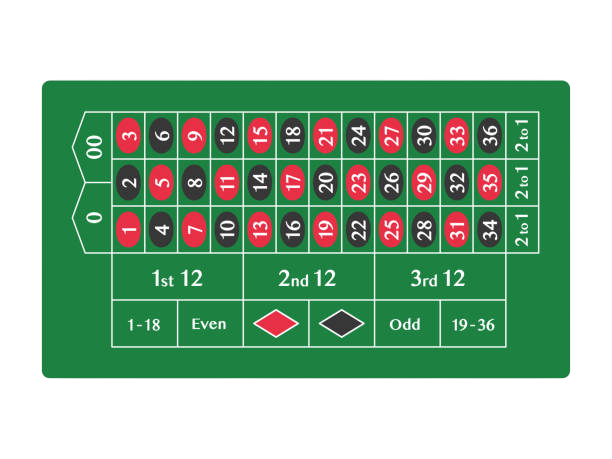 00 3 6 9 12 15 18 21 24 27 30 33 36 2 to 1
2 5 8 11 14 17 20 23 26 29 32 35 2 to 1
0 1 4 7 10 13 16 19 22 25 28 31 34 2 to 1
1st 12 2nd 12 3rd 12
1-18 Even Odd 19-36